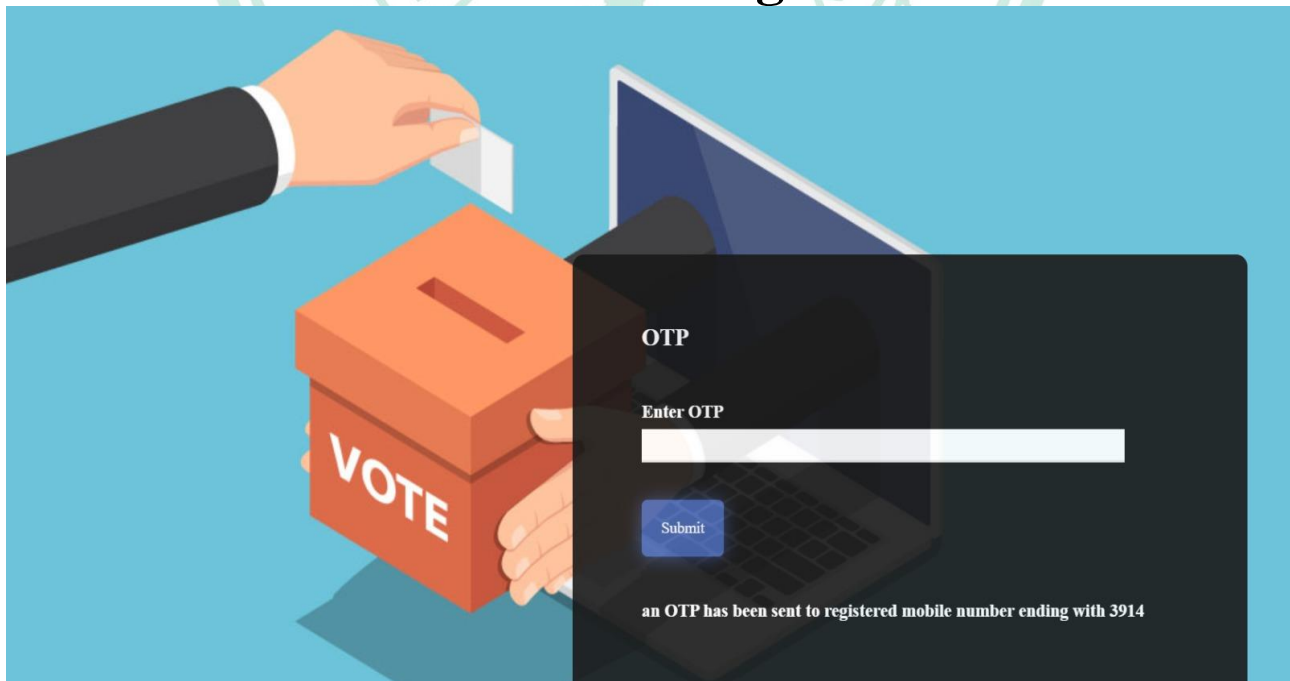 VOTE
OTP
Enter OTP
Submit
an OTP has been sent to registered mobile number ending with 3914